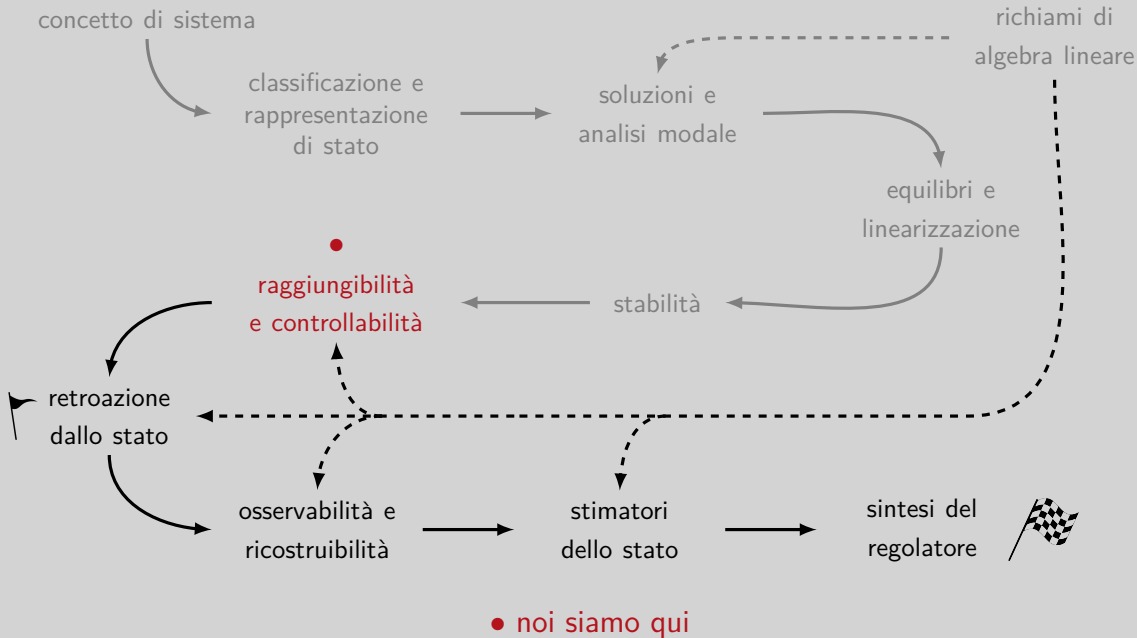 concetto di sistema
richiami di
algebra lineare
classificazione e
rappresentazione
di stato
soluzioni e
analisi modale
equilibri e
linearizzazione
raggiungibilità
e controllabilità
stabilità
retroazione
dallo stato
osservabilità e
ricostruibilità
stimatori
dello stato
sintesi del
regolatore
• noi siamo qui